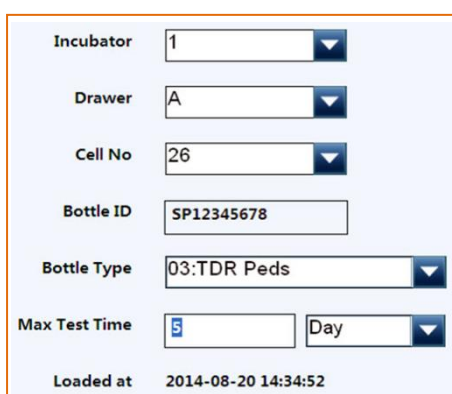 Incubator 1
Drawer A
Cell No 26
Bottle ID SP12345678
Bottle Type 03:TDR Peds
Max Test Time 5 Day
Loaded at 2014-08-20 14:34:52